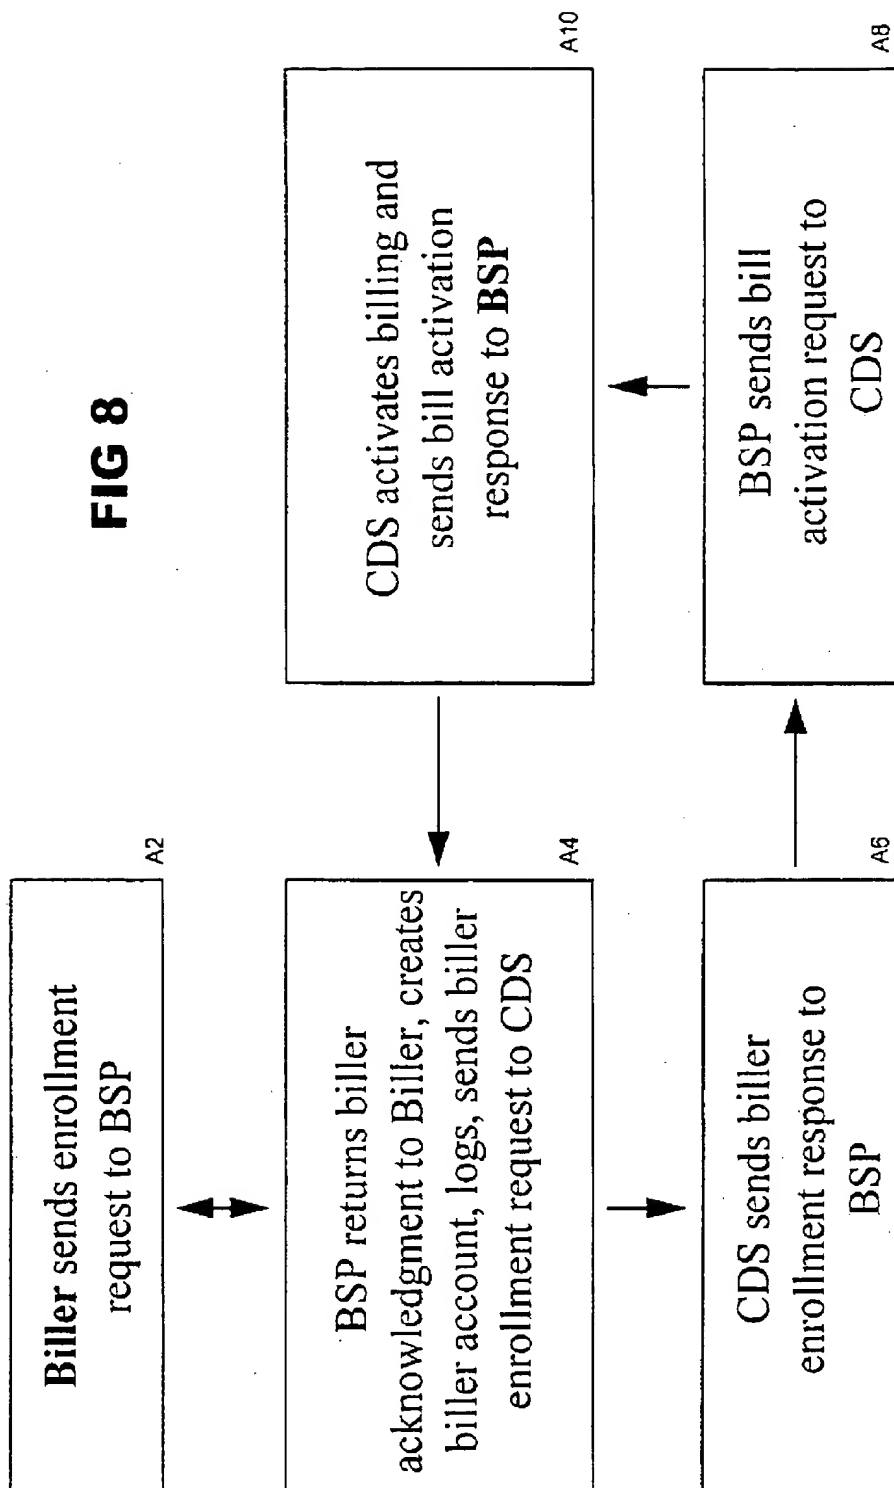 FIG 8
Biller sends enrollment
request to BSP
A2
BSP returns biller
acknowledgment to Biller, creates
biller account, logs, sends biller
enrollment request to CDS
A4
CDS sends biller
enrollment response to
BSP
A6
BSP sends bill
activation request to
CDS
A8
CDS activates billing and
sends bill activation
response to BSP
A10